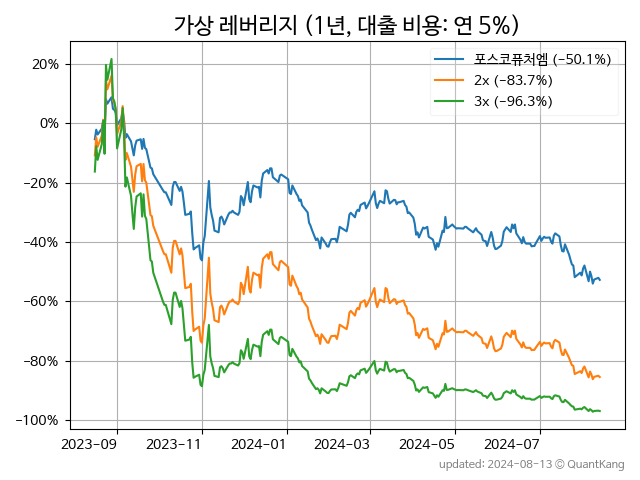 가상 레버리지 (1년, 대출 비용: 연 5%)
포스코퓨처엠 (−50.1%)
2x (−83.7%)
3x (−96.3%)
20%
0%
−20%
−40%
−60%
−80%
−100%
2023-09 2023-11 2024-01 2024-03 2024-05 2024-07
updated: 2024-08-13 © QuantKang